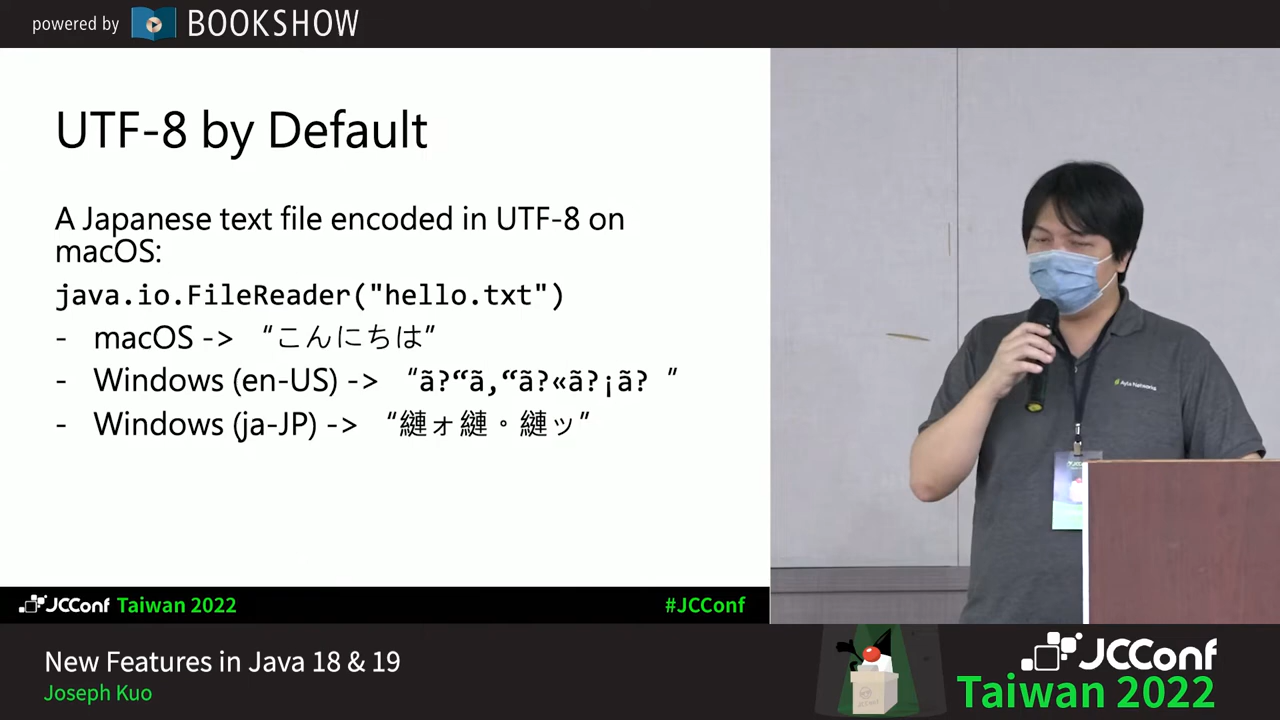 powered by BOOKSHOW
UTF-8 by Default
A Japanese text file encoded in UTF-8 on
macOS:
java.io.FileReader("hello.txt")
- macOS -> “こんにちは”
- Windows (en-US) -> “ã?“ã‚“ã?«ã?¡ã? ”
- Windows (ja-JP) -> “縺ォ縺。縺ッ”
Ayla Networks
JCConf Taiwan 2022
#JCConf
New Features in Java 18 & 19
Joseph Kuo
JCConf
Taiwan 2022